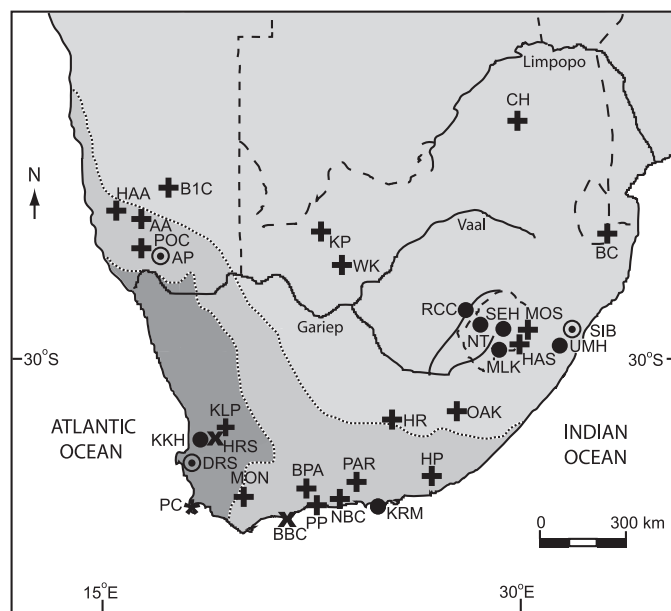 Limpopo
CH
N
B1C
HAA
AA
Vaal
POC
KP
AP
BC
WK
RCC
SEH MOS
Gariep
NT
SIB
30°S
HAS
UMH
30°S
MLK
KLP
HR
OAK
ATLANTIC
OCEAN
KKH
HRS
INDIAN
OCEAN
DRS
MON
BPA
PAR
HP
PC
PP
NBC
KRM
BBC
0
300 km
15°E
30°E